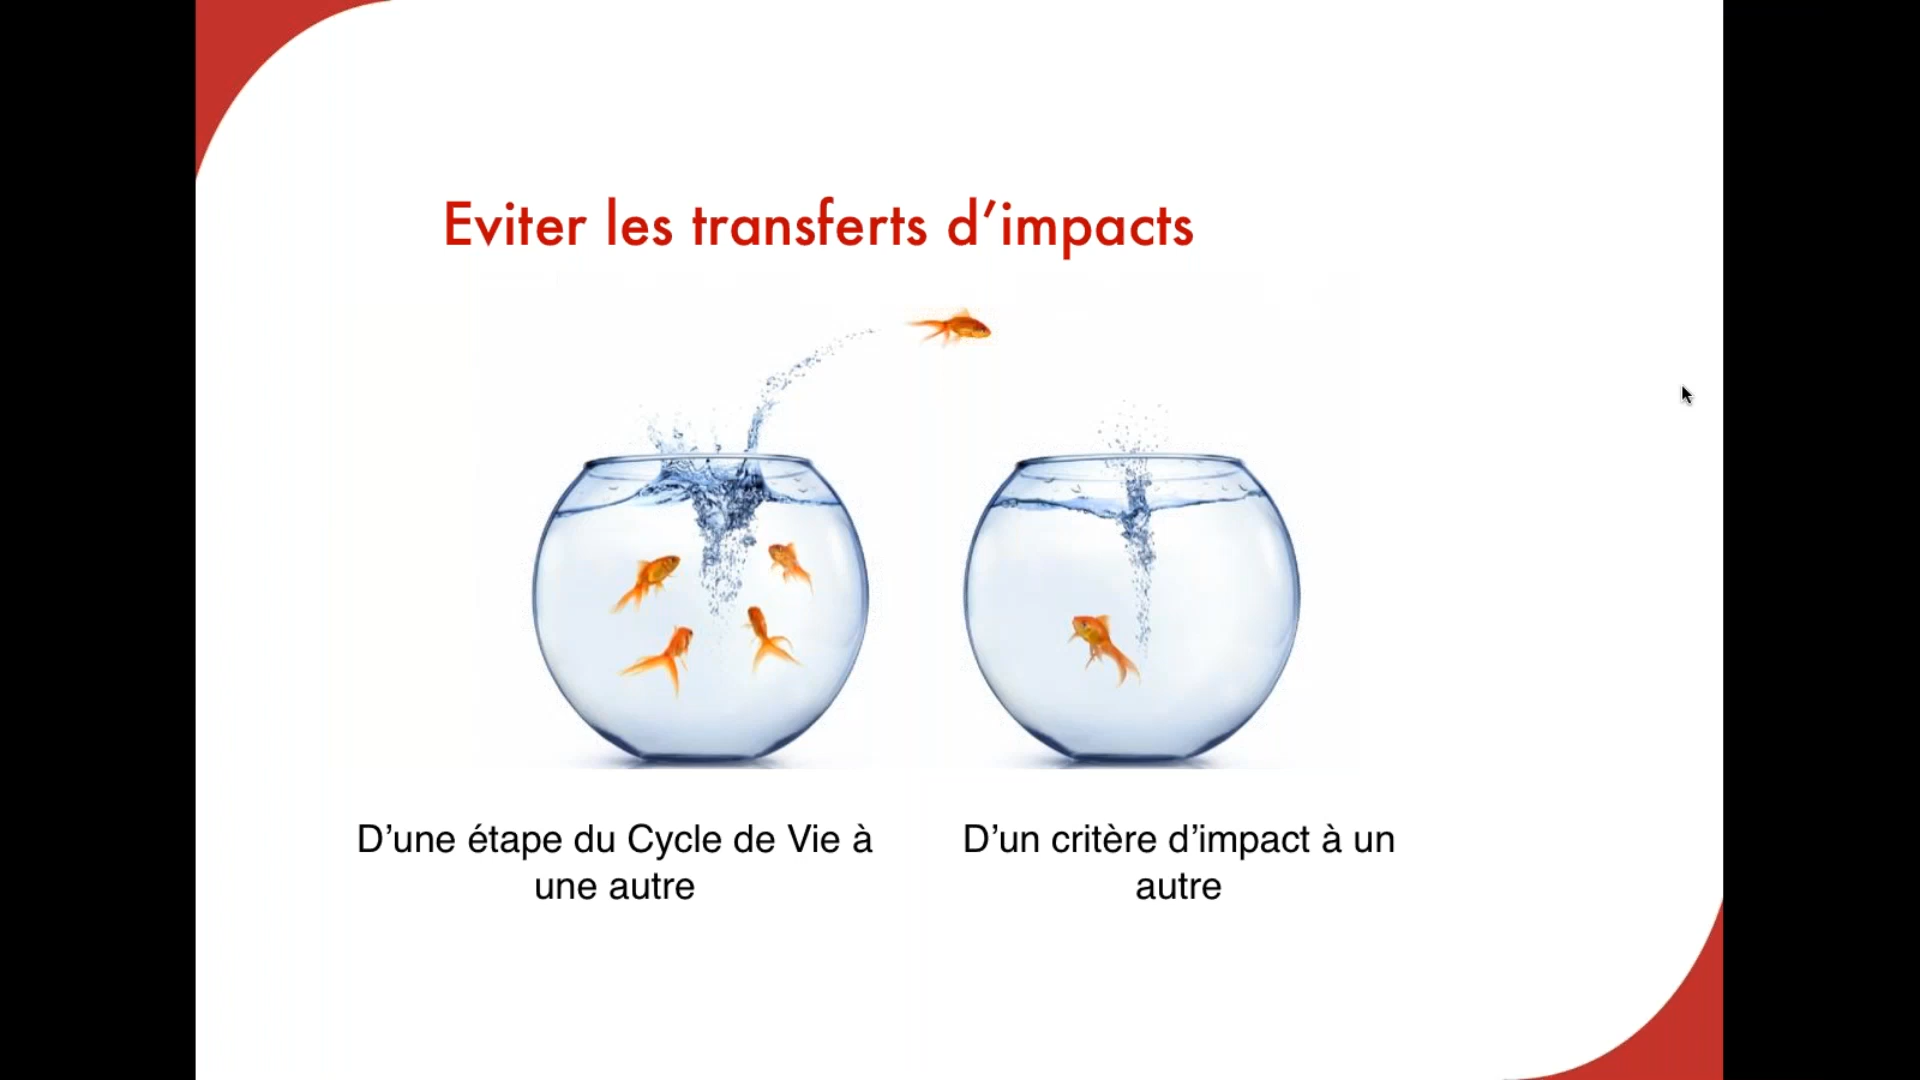 Eviter les transferts d’impacts
D’une étape du Cycle de Vie à
une autre
D’un critère d’impact à un
autre